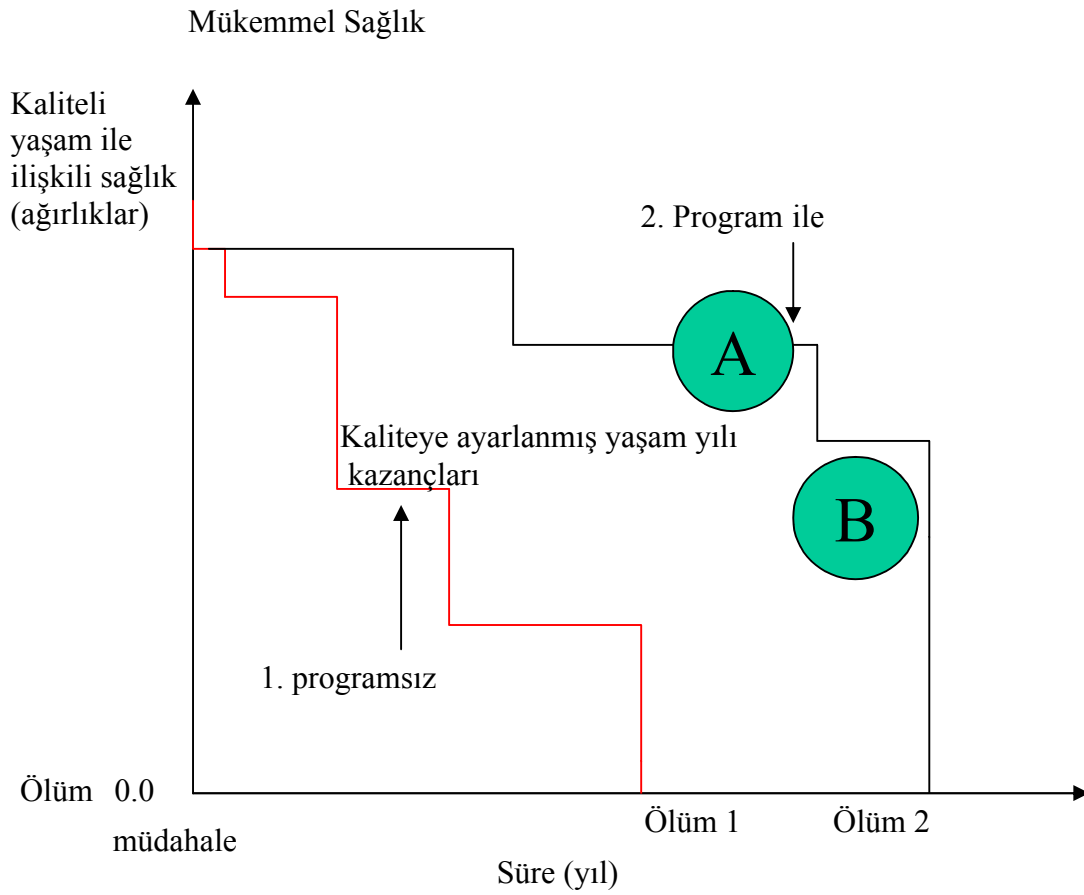 Mükemmel Sağlık
Kaliteli
yaşam ile
ilişkili sağlık
(ağırlıklar)
2. Program ile
A
Kaliteye ayarlanmış yaşam yılı
kazançları
B
1. programsız
Ölüm 0.0
müdahale
Ölüm 1
Ölüm 2
Süre (yıl)